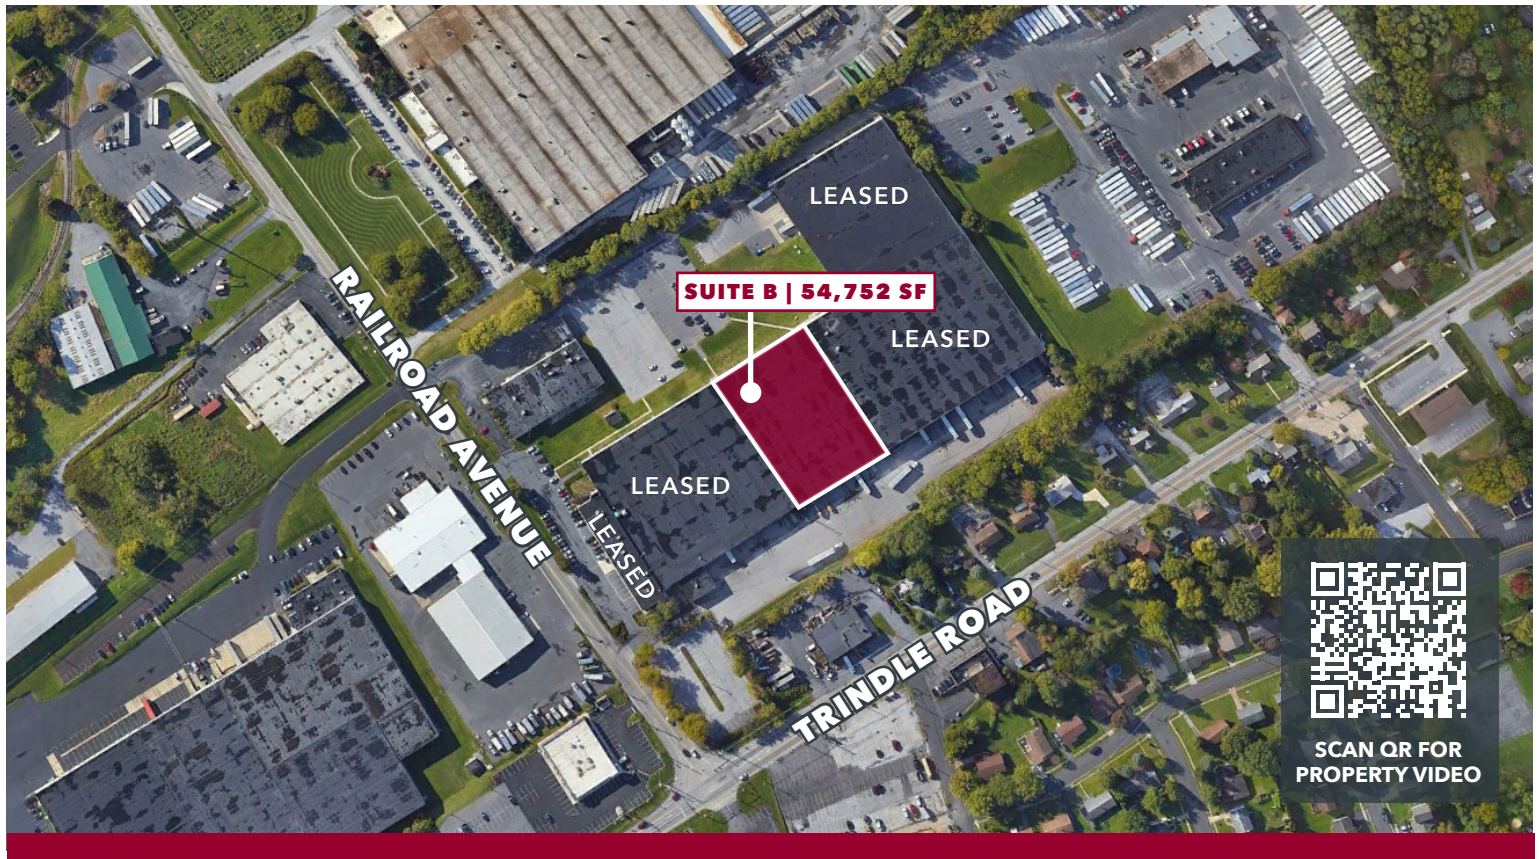 LEASED
SUITE B | 54,752 SF
LEASED
RAILROAD AVENUE
LEASED
LEASED
TRINDLE ROAD
SCAN QR FOR
PROPERTY VIDEO